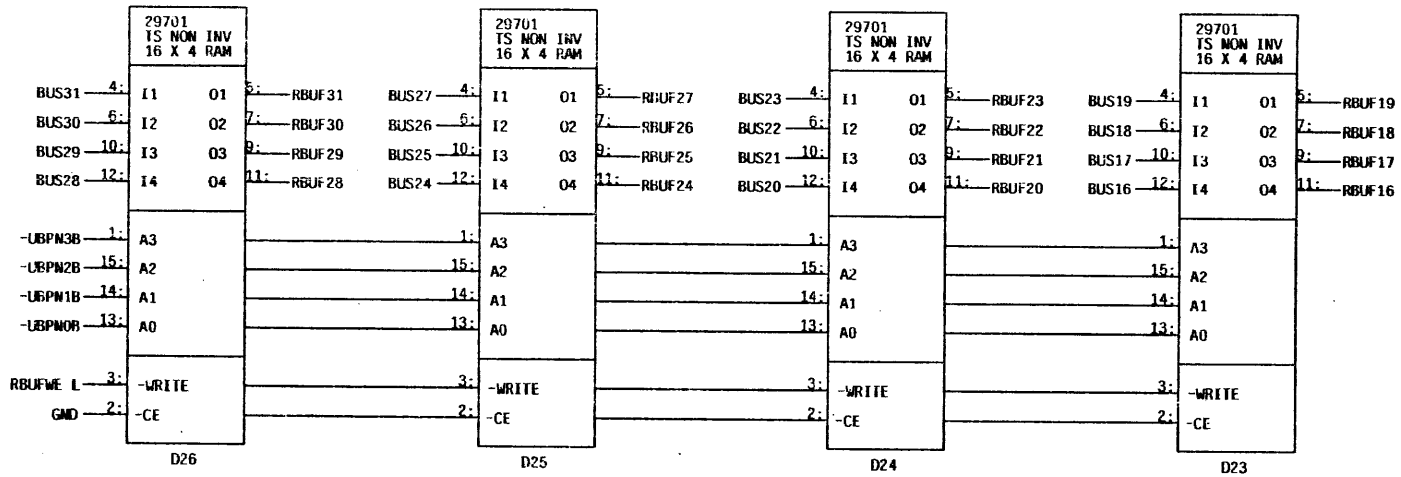 29701 29701 29701 29701
TS NON INV TS NON INV TS NON INV TS NON INV
16 X 4 RAM 16 X 4 RAM 16 X 4 RAM 16 X 4 RAM
BUS31 4: I1 O1 5: RBUF31 BUS27 4: I1 O1 5: RBUF27 BUS23 4: I1 O1 5: RBUF23 BUS19 4: I1 O1 5: RBUF19
BUS30 6: I2 O2 7: RBUF30 BUS26 6: I2 O2 7: RBUF26 BUS22 6: I2 O2 7: RBUF22 BUS18 6: I2 O2 7: RBUF18
BUS29 10: I3 O3 9: RBUF29 BUS25 10: I3 O3 9: RBUF25 BUS21 10: I3 O3 9: RBUF21 BUS17 10: I3 O3 9: RBUF17
BUS28 12: I4 O4 11: RBUF28 BUS24 12: I4 O4 11: RBUF24 BUS20 12: I4 O4 11: RBUF20 BUS16 12: I4 O4 11: RBUF16
-UBPN3B 1: A3 1: A3 1: A3 1: A3
-UBPN2B 15: A2 15: A2 15: A2 15: A2
-UBPN1B 14: A1 14: A1 14: A1 14: A1
-UBPN0B 13: A0 13: A0 13: A0 13: A0
RBUFWE L 3: -WRITE 3: -WRITE 3: -WRITE 3: -WRITE
GND 2: -CE 2: -CE 2: -CE 2: -CE
D26 D25 D24 D23